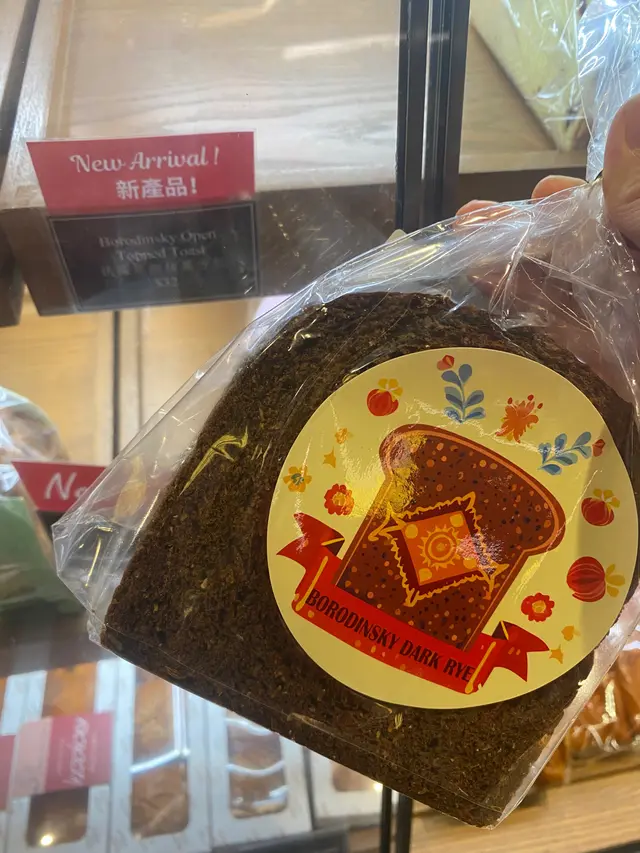 New Arrival !
新產品!
Borodinsky Open
Topped Toast
BORODINSKY DARK RYE